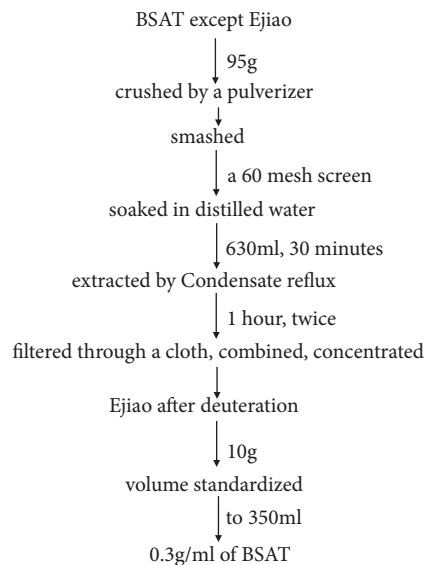 BSAT except Ejiao
95g
crushed by a pulverizer
smashed
a 60 mesh screen
soaked in distilled water
630ml, 30 minutes
extracted by Condensate reflux
1 hour, twice
filtered through a cloth, combined, concentrated
Ejiao after deuteration
10g
volume standardized
to 350ml
0.3g/ml of BSAT